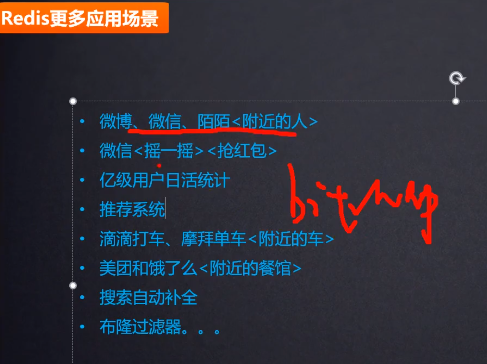 Redis更多应用场景
• 微博、微信、陌陌<附近的人>
• 微信<摇一摇><抢红包>
• 亿级用户日活统计
• 推荐系统
• 滴滴打车、摩拜单车<附近的车>
• 美团和饿了么<附近的餐馆>
• 搜索自动补全
• 布隆过滤器。。。
bitmap